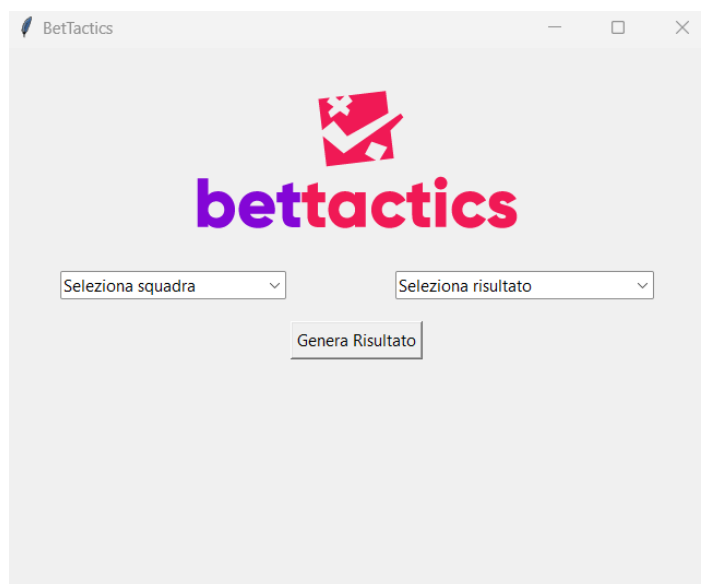 BetTactics
bettactics
Seleziona squadra
Seleziona risultato
Genera Risultato